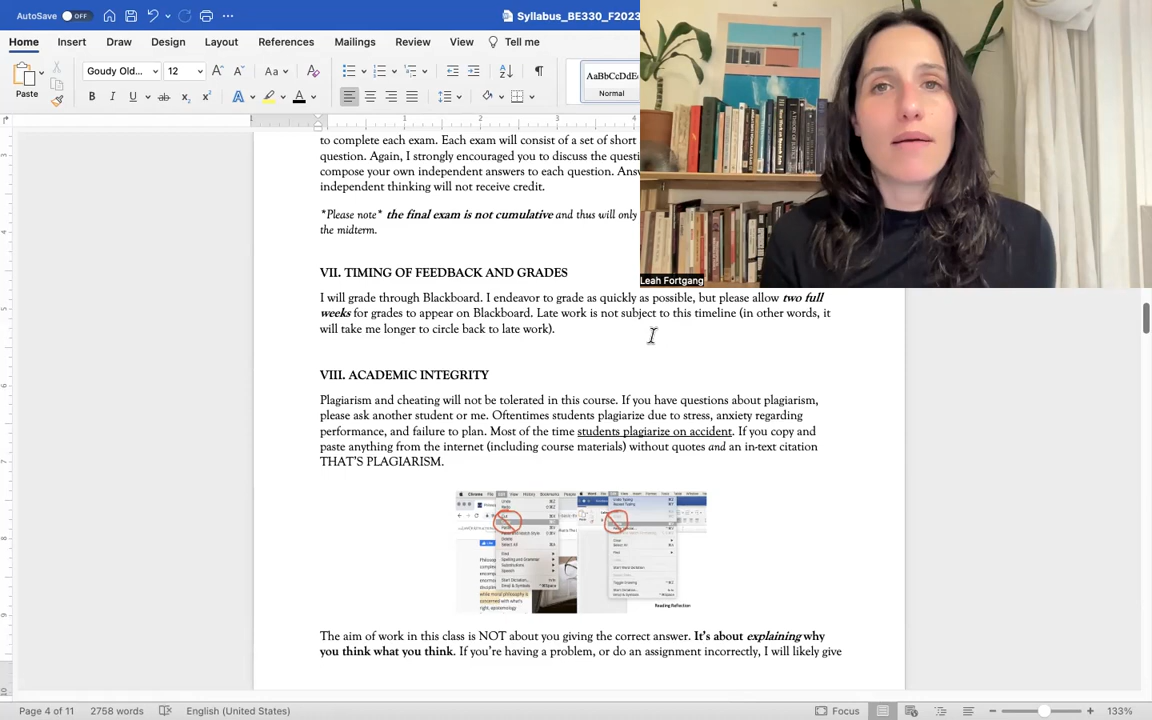 AutoSave OFF Syllabus_BE330_F2023
Home Insert Draw Design Layout References Mailings Review View Tell me
Goudy Old... 12 Aa AaBbCcDdE
Paste B I U ab x x A A Normal
to complete each exam. Each exam will consist of a set of short
question. Again, I strongly encouraged you to discuss the questi
compose your own independent answers to each question. Ans
independent thinking will not receive credit.
*Please note* the final exam is not cumulative and thus will only
the midterm.
Leah Fortgang
VII. TIMING OF FEEDBACK AND GRADES
I will grade through Blackboard. I endeavor to grade as quickly as possible, but please allow two full
weeks for grades to appear on Blackboard. Late work is not subject to this timeline (in other words, it
will take me longer to circle back to late work).
VIII. ACADEMIC INTEGRITY
Plagiarism and cheating will not be tolerated in this course. If you have questions about plagiarism,
please ask another student or me. Oftentimes students plagiarize due to stress, anxiety regarding
performance, and failure to plan. Most of the time students plagiarize on accident. If you copy and
paste anything from the internet (including course materials) without quotes and an in-text citation
THAT'S PLAGIARISM.
Reading Reflection
The aim of work in this class is NOT about you giving the correct answer. It's about explaining why
you think what you think. If you're having a problem, or do an assignment incorrectly, I will likely give
Page 4 of 11 2758 words English (United States) Focus 133%